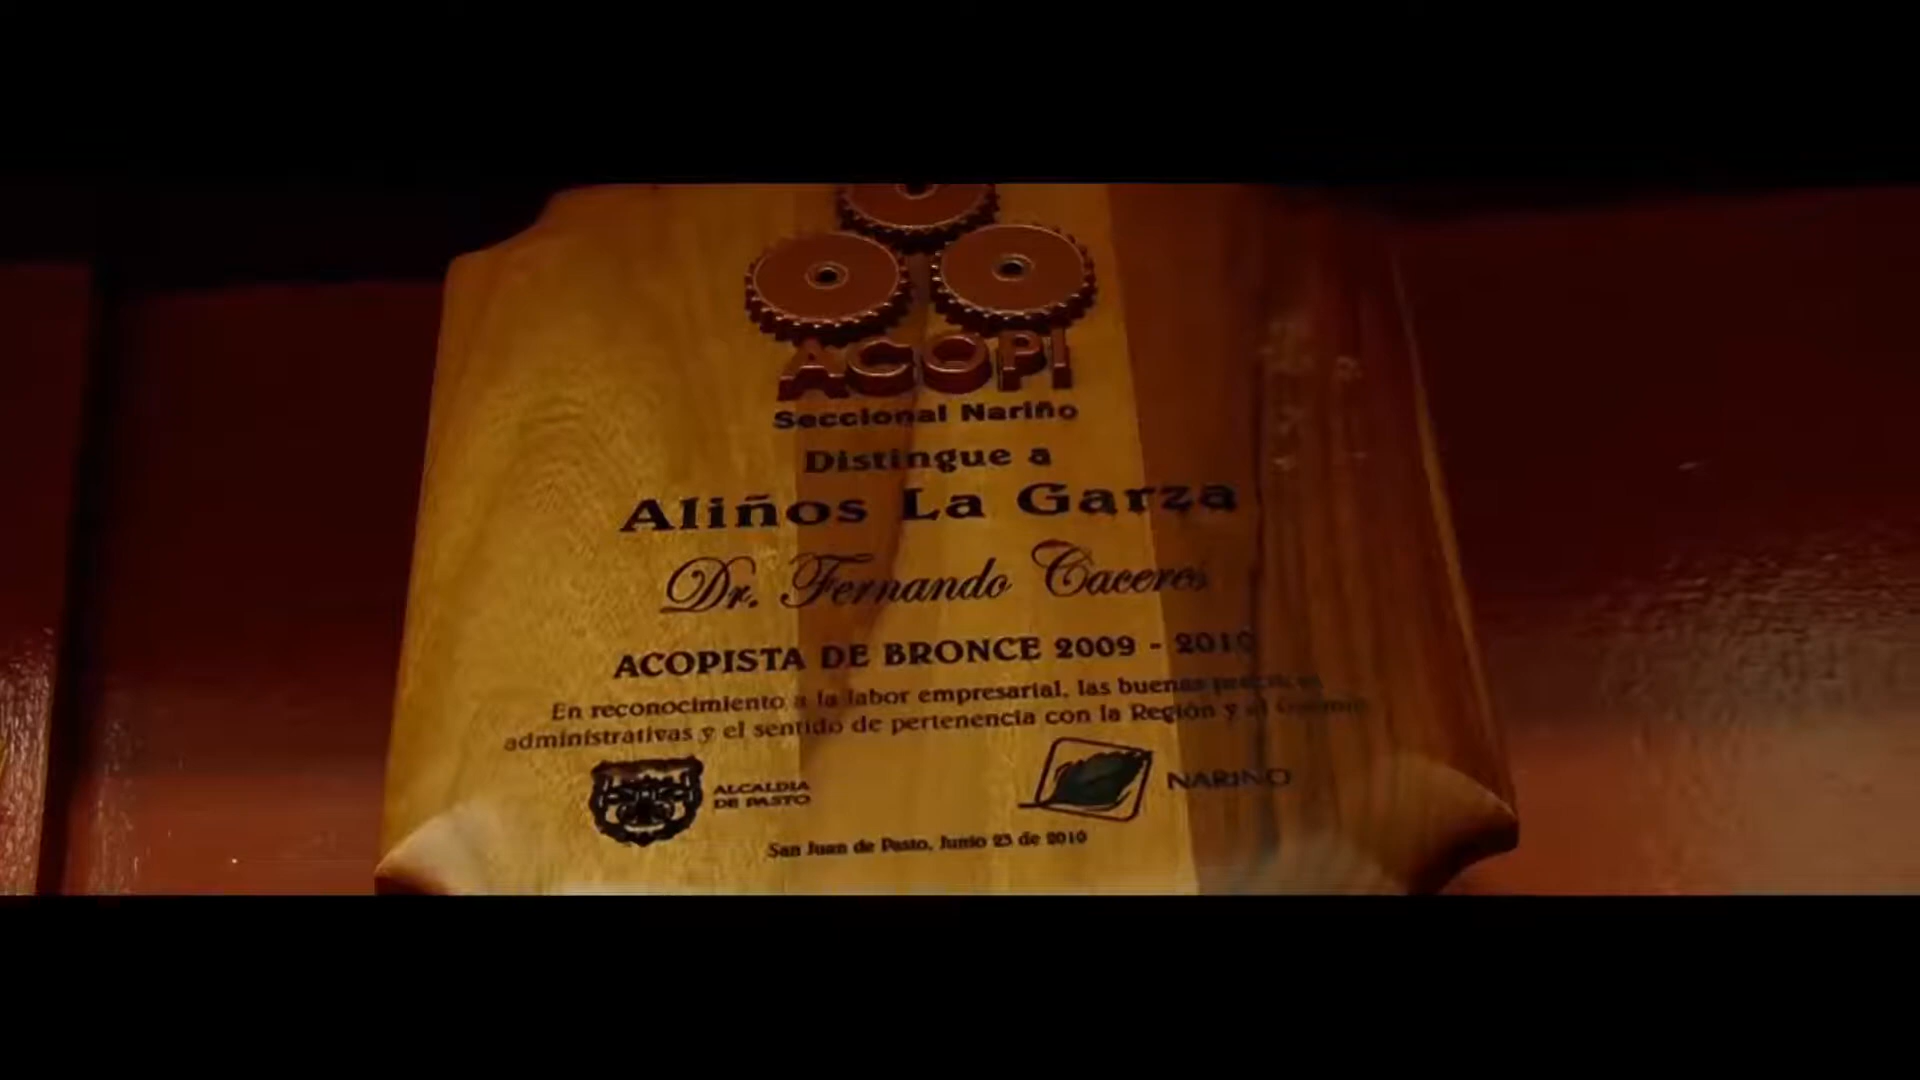 ACOPI
Seccional Nariño
Distingue a
Aliños La Garza
Dr. Fernando Caceres
ACOPISTA DE BRONCE 2009 - 2010
En reconocimiento a la labor empresarial, las buenas
administrativas y el sentido de pertenencia con la Región y el
ALCALDIA
DE PASTO
NARIÑO
San Juan de Pasto, Junio 23 de 2010